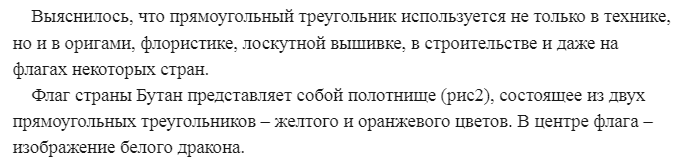 Выяснилось, что прямоугольный треугольник используется не только в технике,
но и в оригами, флористике, лоскутной вышивке, в строительстве и даже на
флагах некоторых стран.
Флаг страны Бутан представляет собой полотнище (рис2), состоящее из двух
прямоугольных треугольников – желтого и оранжевого цветов. В центре флага –
изображение белого дракона.